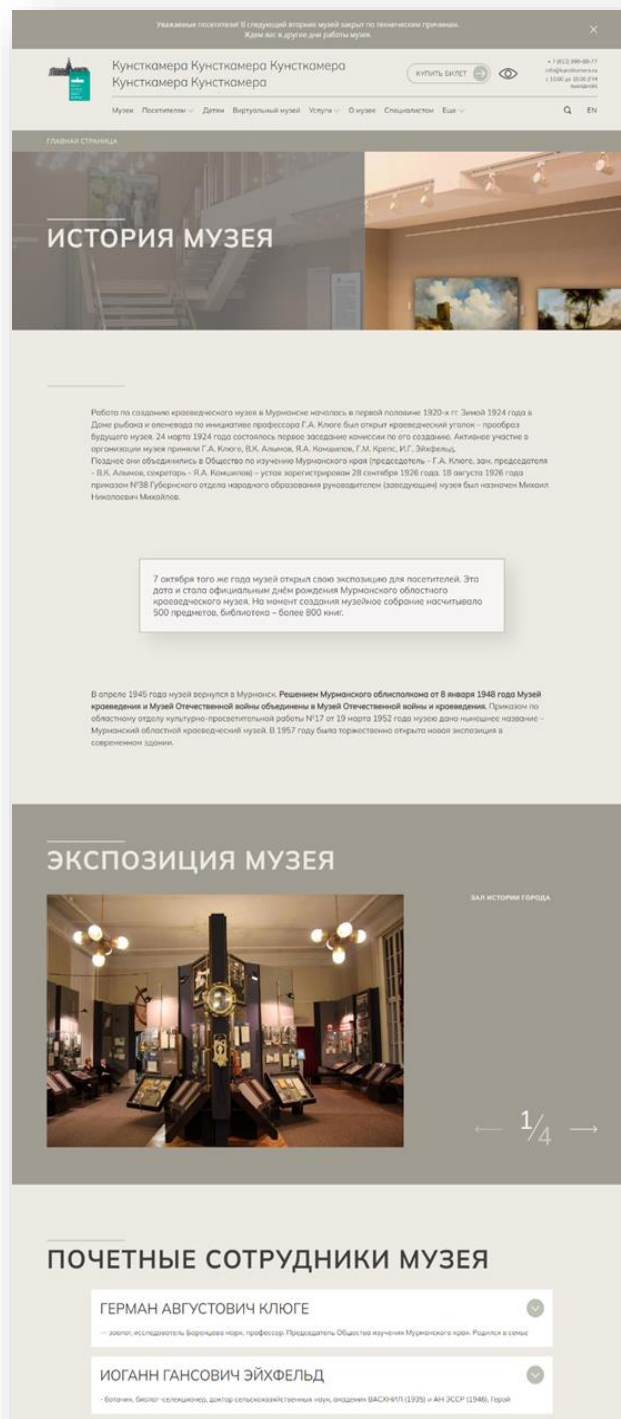 Уважаемые посетители! В следующий вторник музей закрыт по техническим причинам.
Ждем вас в другие дни работы музея.
Кунсткамера Кунсткамера Кунсткамера
Кунсткамера Кунсткамера
КУПИТЬ БИЛЕТ
Музеи Посетителям Детям Виртуальный музей Услуги О музее Специалистам Еще
EN
ГЛАВНАЯ СТРАНИЦА
ИСТОРИЯ МУЗЕЯ
Работа по созданию краеведческого музея в Мурманске началась в первой половине 1920-х гг. Зимой 1924 года в
Доме рыбака и оленевода по инициативе профессора Г.А. Клюге был открыт краеведческий уголок – прообраз
будущего музея. 24 марта 1924 года состоялось первое заседание комиссии по его созданию. Активное участие в
организации музея приняли Г.А. Клюге, В.К. Алымов, Я.А. Комшилов, Г.М. Крепс, И.Г. Эйхфельд.
Позднее они объединились в Общество по изучению Мурманского края (председатель – Г.А. Клюге, зам. председателя
- В.К. Алымов, секретарь - Я.А. Комшилов) – устав зарегистрирован 28 сентября 1926 года. 18 августа 1926 года
приказом №38 Губернского отдела народного образования руководителем (заведующим) музея был назначен Михаил
Николаевич Михайлов.
7 октября того же года музей открыл свою экспозицию для посетителей. Эта
дата и стала официальным днём рождения Мурманского областного
краеведческого музея. На момент создания музейное собрание насчитывало
500 предметов, библиотека – более 800 книг.
В апреле 1945 года музей вернулся в Мурманск. Решением Мурманского облисполкома от 8 января 1948 года Музей
краеведения и Музей Отечественной войны объединены в Музей Отечественной войны и краеведения. Приказом по
областному отделу культурно-просветительной работы №17 от 19 марта 1952 года музею дано нынешнее название –
Мурманский областной краеведческий музей. В 1957 году была торжественно открыта новая экспозиция в
современном здании.
ЭКСПОЗИЦИЯ МУЗЕЯ
ЗАЛ ИСТОРИИ ГОРОДА
1/4
ПОЧЕТНЫЕ СОТРУДНИКИ МУЗЕЯ
ГЕРМАН АВГУСТОВИЧ КЛЮГЕ
— зоолог, исследователь Баренцева моря, профессор. Председатель Общества изучения Мурманского края. Родился в семье
ИОГАНН ГАНСОВИЧ ЭЙХФЕЛЬД
- ботаник, биолог-селекционер, доктор сельскохозяйственных наук, академик ВАСХНИЛ (1935) и АН ЭССР (1946), Герой